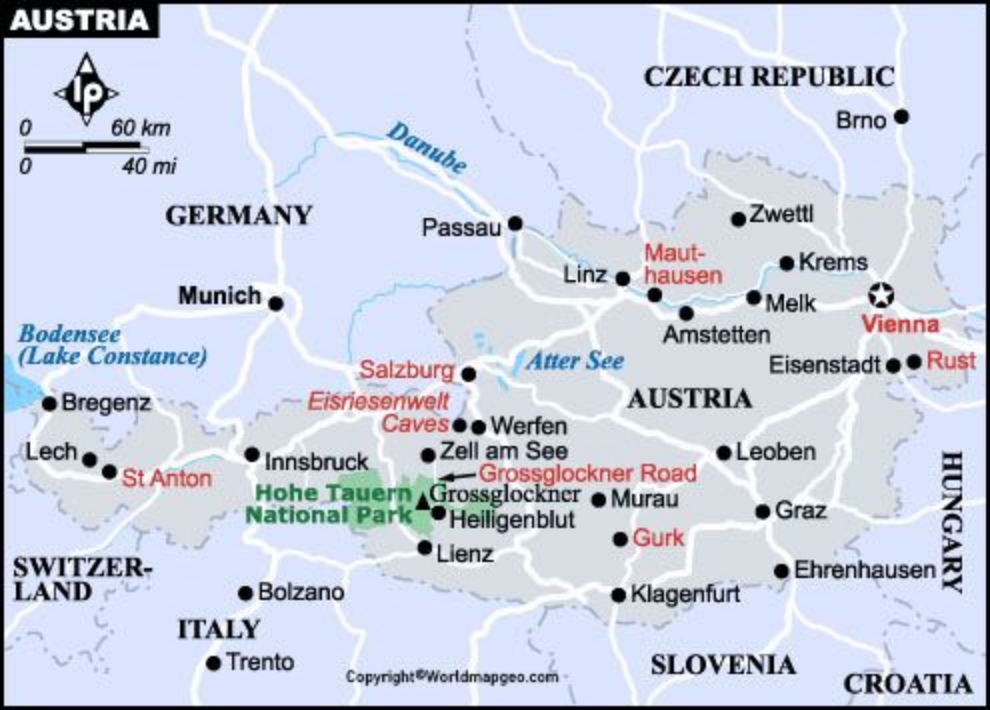 AUSTRIA
lp
0 60 km
0 40 mi
CZECH REPUBLIC
Brno
Danube
GERMANY
Passau
Zwettl
Maut-
hausen
Linz
Krems
Munich
Melk
Amstetten
Vienna
Bodensee
(Lake Constance)
Atter See
Eisenstadt
Rust
Salzburg
Eisriesenwelt
Caves
AUSTRIA
Bregenz
Werfen
Lech
Zell am See
Leoben
St Anton
Innsbruck
Grossglockner Road
Hohe Tauern
National Park
Grossglockner
Murau
HUNGARY
Heiligenblut
Graz
Gurk
Lienz
SWITZER-
LAND
Ehrenhausen
Bolzano
Klagenfurt
ITALY
Trento
SLOVENIA
CROATIA
Copyright©Worldmapgeo.com